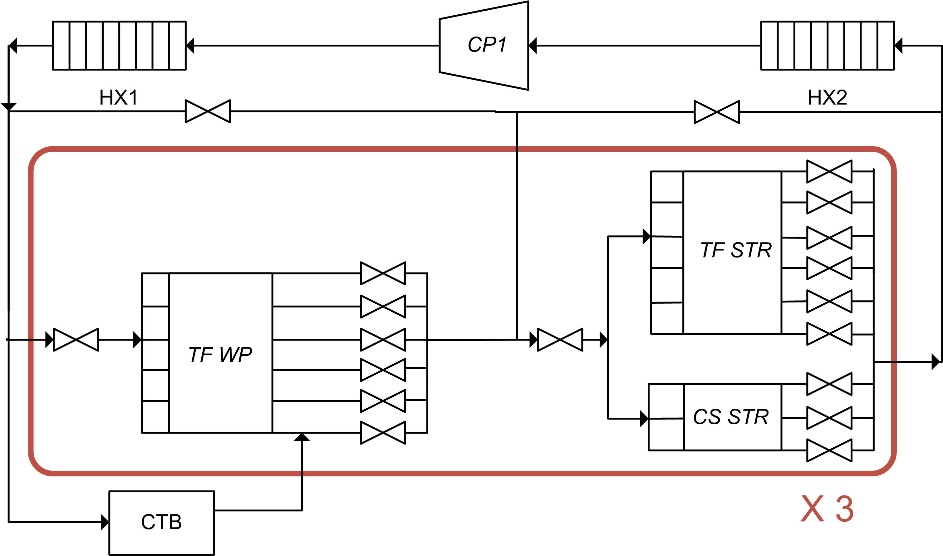 CP1
HX1
HX2
TF STR
TF WP
CS STR
X 3
CTB